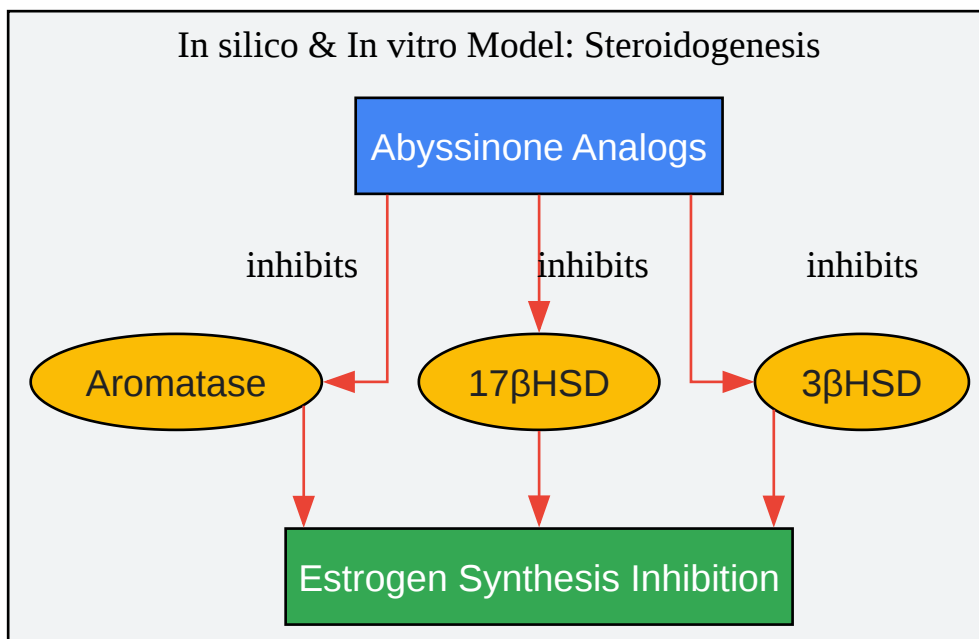 In silico & In vitro Model: Steroidogenesis
Abyssinone Analogs
inhibits
inhibits
inhibits
Aromatase
17βHSD
3βHSD
Estrogen Synthesis Inhibition